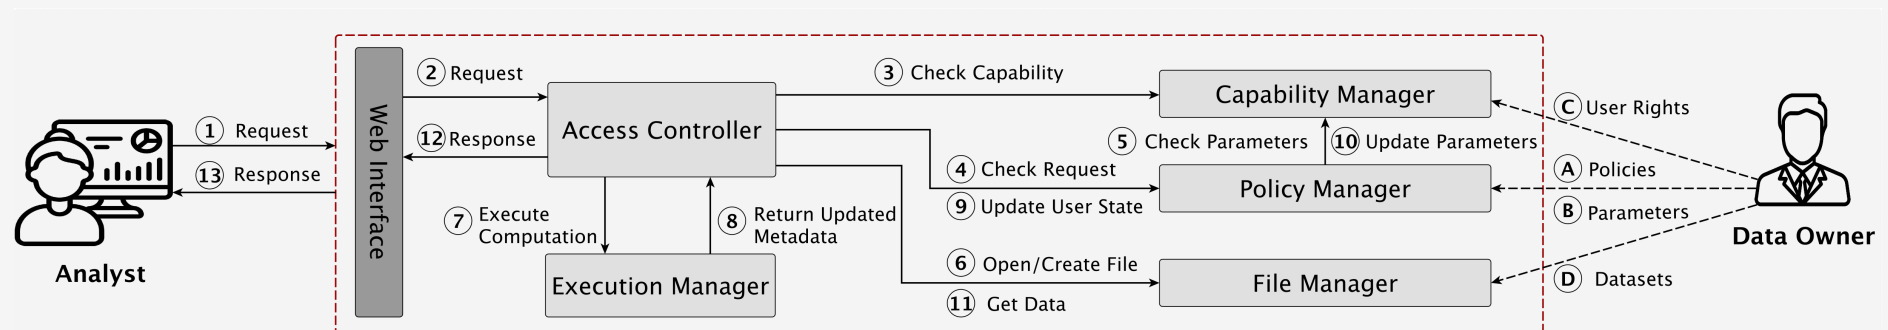 1 Request
13 Response
Analyst
Web Interface
2 Request
12 Response
Access Controller
7 Execute
Computation
8 Return Updated
Metadata
Execution Manager
3 Check Capability
4 Check Request
9 Update User State
6 Open/Create File
11 Get Data
Capability Manager
5 Check Parameters
10 Update Parameters
Policy Manager
File Manager
C User Rights
A Policies
B Parameters
D Datasets
Data Owner